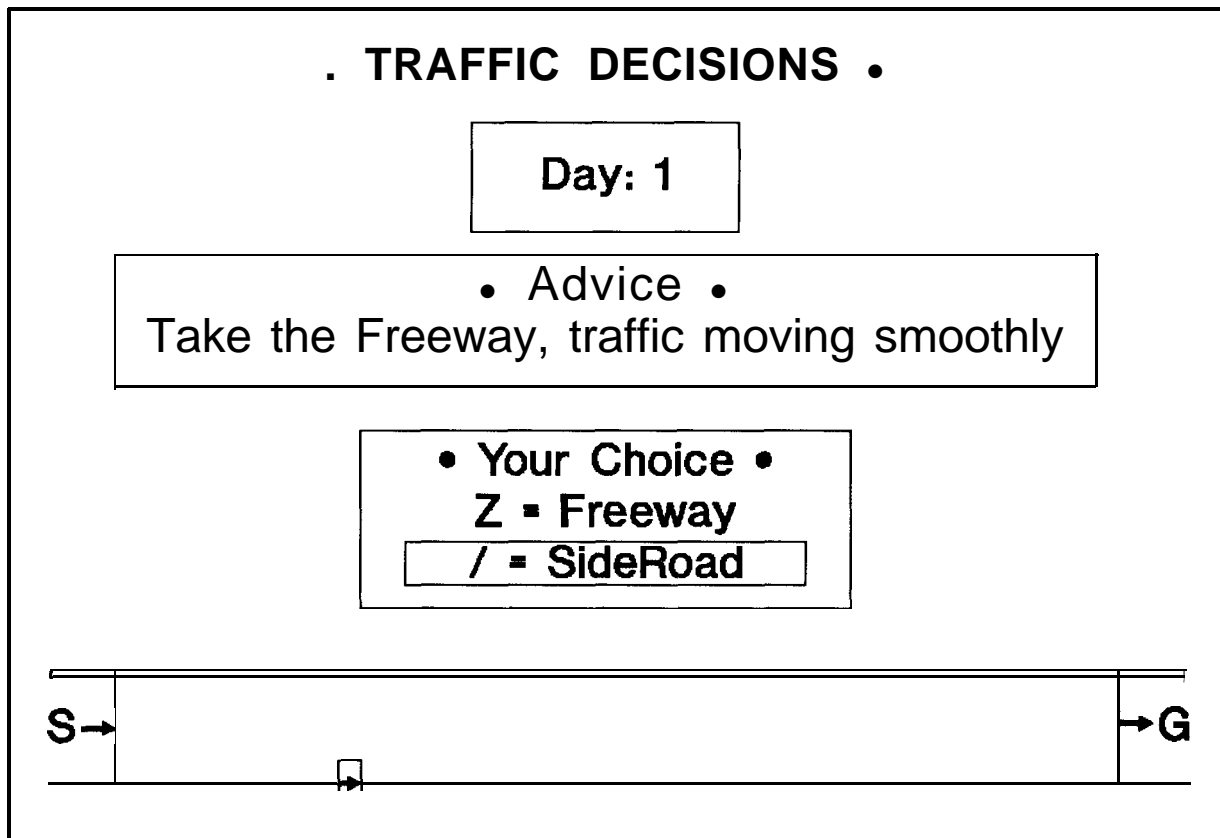 . TRAFFIC DECISIONS •
Day: 1
• Advice •
Take the Freeway, traffic moving smoothly
• Your Choice •
Z = Freeway
/ = SideRoad
S→ →G